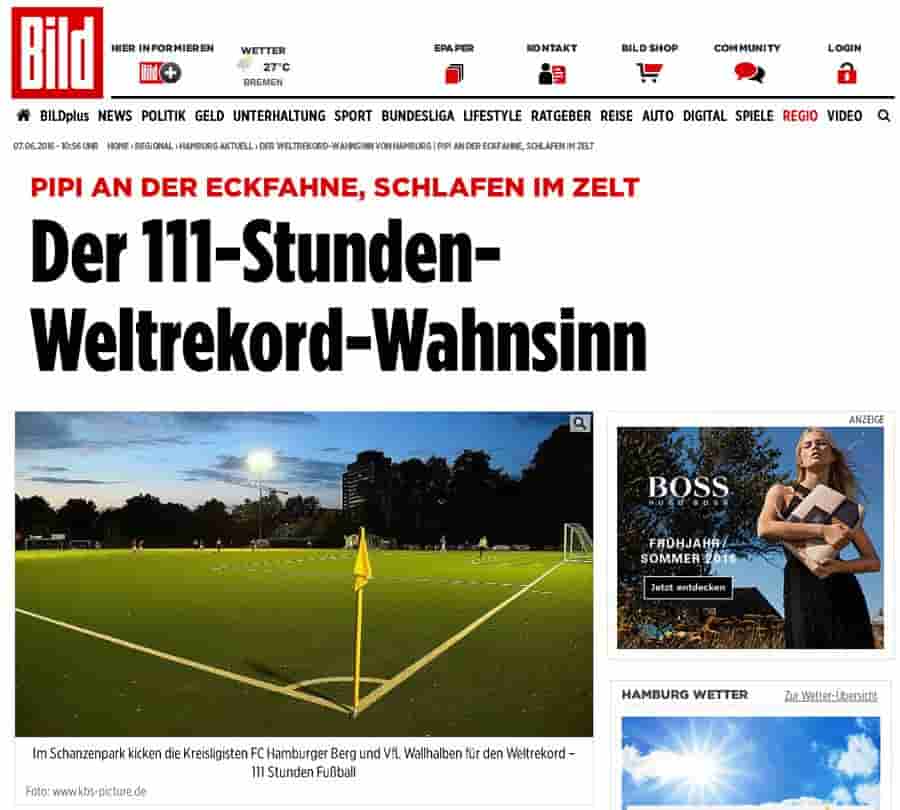 Bild
HIER INFORMIEREN
Bild +
WETTER
27°C
BREMEN
EPAPER
KONTAKT
BILD SHOP
COMMUNITY
LOGIN
BILDplus NEWS POLITIK GELD UNTERHALTUNG SPORT BUNDESLIGA LIFESTYLE RATGEBER REISE AUTO DIGITAL SPIELE REGIO VIDEO
07.06.2016 - 10:56 UHR HOME › REGIONAL › HAMBURG AKTUELL › DER WELTREKORD-WAHNSINN VON HAMBURG | PIPI AN DER ECKFAHNE, SCHLAFEN IM ZELT
PIPI AN DER ECKFAHNE, SCHLAFEN IM ZELT
Der 111-Stunden-
Weltrekord-Wahnsinn
Im Schanzenpark kicken die Kreisligisten FC Hamburger Berg und VfL Wallhalben für den Weltrekord –
111 Stunden Fußball
Foto: www.kbs-picture.de
ANZEIGE
BOSS
HUGO BOSS
FRÜHJAHR/
SOMMER 2016
Jetzt entdecken
HAMBURG WETTER
Zur Wetter-Übersicht